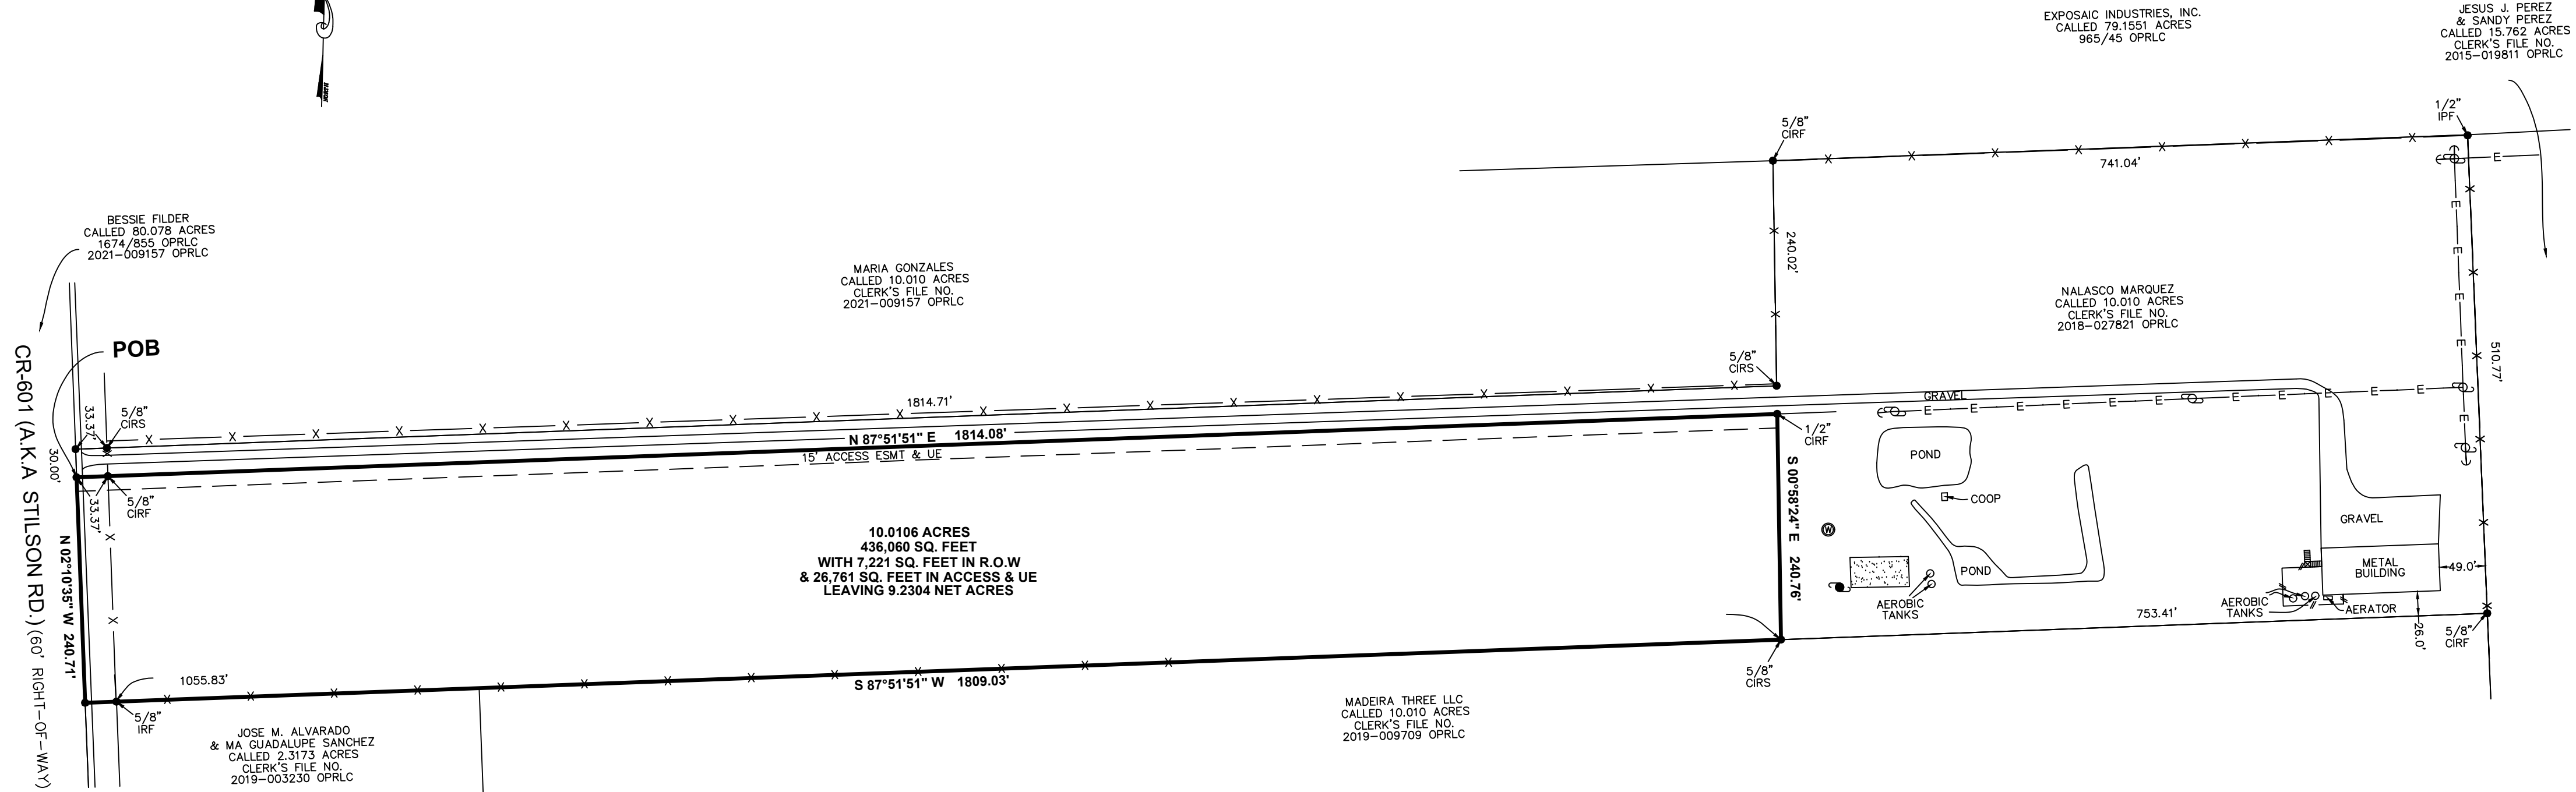 NORTH
EXPOSAIC INDUSTRIES, INC.
CALLED 79.1551 ACRES
965/45 OPRLC
JESUS J. PEREZ
& SANDY PEREZ
CALLED 15.762 ACRES
CLERK'S FILE NO.
2015-019811 OPRLC
1/2"
IPF
5/8"
CIRF
741.04'
E
BESSIE FILDER
CALLED 80.078 ACRES
1674/855 OPRLC
2021-009157 OPRLC
MARIA GONZALES
CALLED 10.010 ACRES
CLERK'S FILE NO.
2021-009157 OPRLC
240.02'
NALASCO MARQUEZ
CALLED 10.010 ACRES
CLERK'S FILE NO.
2018-027821 OPRLC
510.77'
POB
CR-601 (A.K.A STILSON RD.) (60' RIGHT-OF-WAY)
5/8"
CIRS
33.37'
5/8"
CIRS
1814.71'
GRAVEL
N 87°51'51" E 1814.08'
15' ACCESS ESMT & UE
30.00'
33.37'
5/8"
CIRF
1/2"
CIRF
POND
COOP
W
S 00°58'24" E 240.76'
N 02°10'35" W 240.71'
10.0106 ACRES
436,060 SQ. FEET
WITH 7,221 SQ. FEET IN R.O.W
& 26,761 SQ. FEET IN ACCESS & UE
LEAVING 9.2304 NET ACRES
GRAVEL
POND
METAL
BUILDING
49.0'
AEROBIC
TANKS
AEROBIC
TANKS
AERATOR
753.41'
26.0'
5/8"
CIRF
1055.83'
S 87°51'51" W 1809.03'
5/8"
CIRS
5/8"
IRF
JOSE M. ALVARADO
& MA GUADALUPE SANCHEZ
CALLED 2.3173 ACRES
CLERK'S FILE NO.
2019-003230 OPRLC
MADEIRA THREE LLC
CALLED 10.010 ACRES
CLERK'S FILE NO.
2019-009709 OPRLC